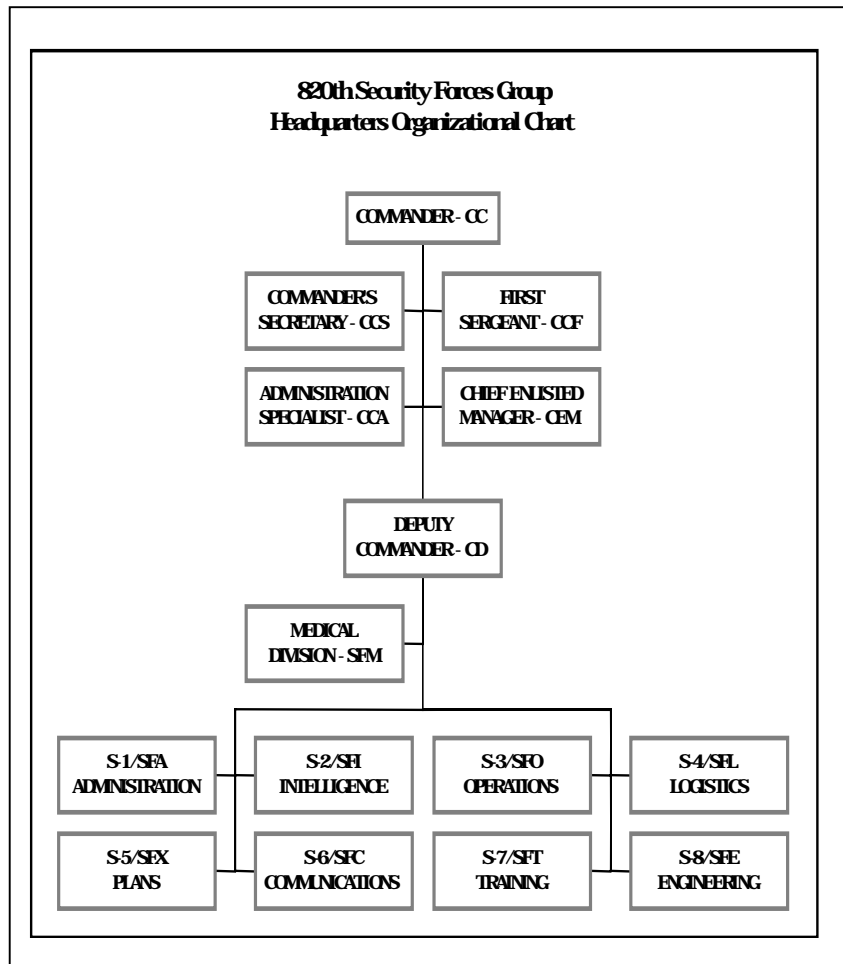 820th Security Forces Group
Headquarters Organizational Chart
COMMANDER - CC
COMMANDER'S
SECRETARY - CCS
FIRST
SERGEANT - CCF
ADMINISTRATION
SPECIALIST - CCA
CHIEF ENLISTED
MANAGER - CEM
DEPUTY
COMMANDER - CD
MEDICAL
DIVISION - SFM
S-1/SFA
ADMINISTRATION
S-2/SFI
INTELLIGENCE
S-3/SFO
OPERATIONS
S-4/SFL
LOGISTICS
S-5/SFX
PLANS
S-6/SFC
COMMUNICATIONS
S-7/SFT
TRAINING
S-8/SFE
ENGINEERING